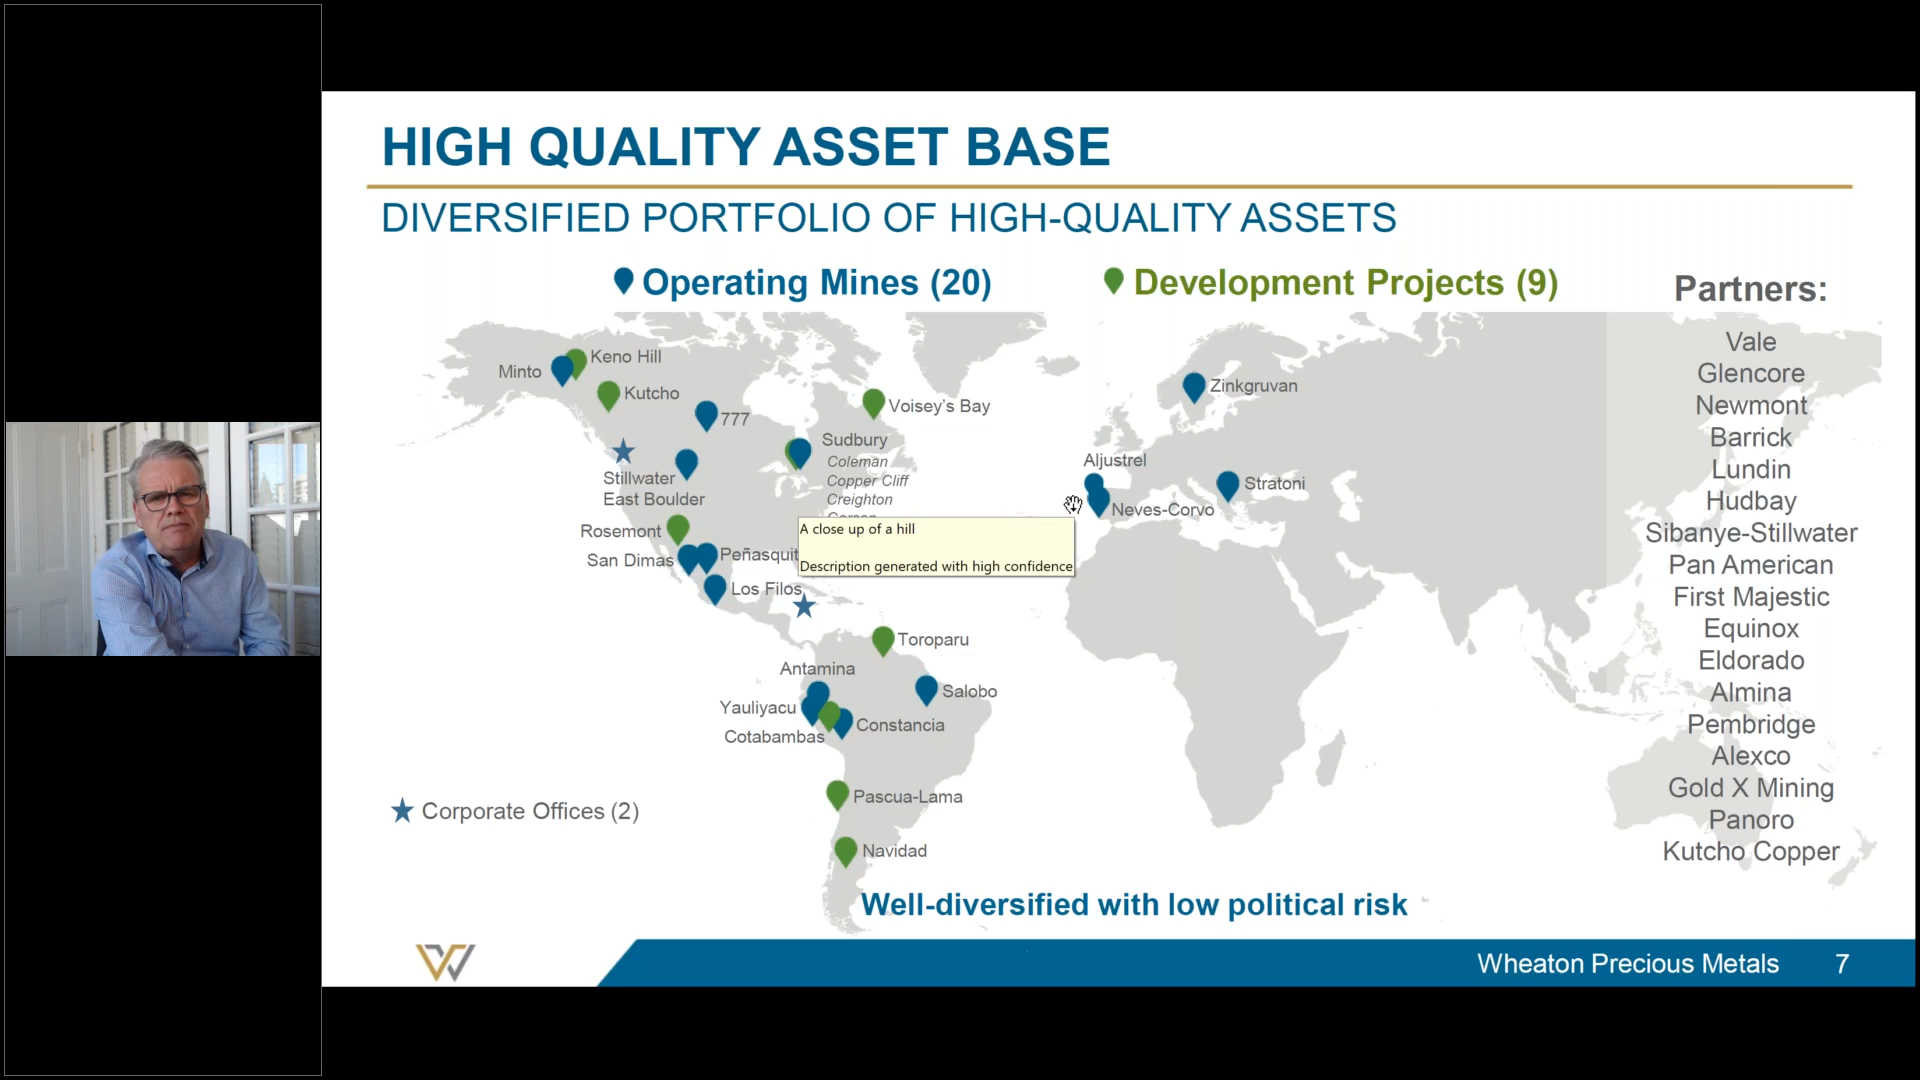 HIGH QUALITY ASSET BASE
DIVERSIFIED PORTFOLIO OF HIGH-QUALITY ASSETS
Operating Mines (20)
Development Projects (9)
Partners:
Vale
Glencore
Newmont
Barrick
Lundin
Hudbay
Sibanye-Stillwater
Pan American
First Majestic
Equinox
Eldorado
Almina
Pembridge
Alexco
Gold X Mining
Panoro
Kutcho Copper
Keno Hill
Minto
Kutcho
777
Voisey's Bay
Sudbury
Coleman
Copper Cliff
Creighton
Stillwater
East Boulder
Rosemont
San Dimas
Peñasquit
Los Filos
A close up of a hill
Description generated with high confidence
Zinkgruvan
Aljustrel
Neves-Corvo
Stratoni
Toroparu
Antamina
Salobo
Yauliyacu
Constancia
Cotabambas
Pascua-Lama
Navidad
Corporate Offices (2)
Well-diversified with low political risk
Wheaton Precious Metals 7